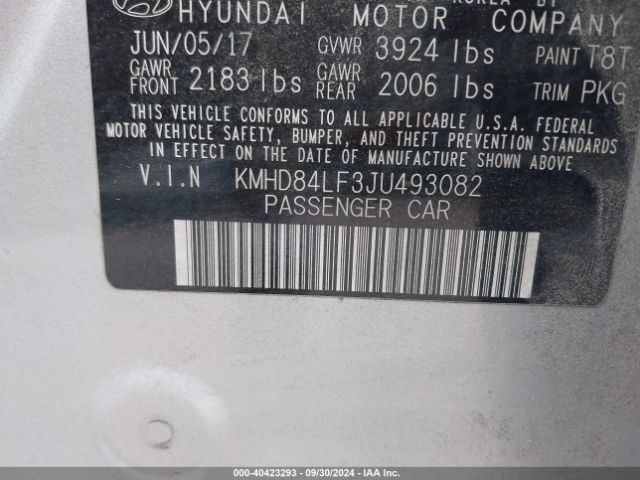 KOREA BY
HYUNDAI MOTOR COMPANY
JUN/05/17 GVWR 3924 lbs PAINT T8T
GAWR FRONT 2183 lbs GAWR REAR 2006 lbs TRIM PKG
THIS VEHICLE CONFORMS TO ALL APPLICABLE U.S.A. FEDERAL
MOTOR VEHICLE SAFETY, BUMPER, AND THEFT PREVENTION STANDARDS
IN EFFECT ON THE DATE OF MANUFACTURE SHOWN ABOVE
V.I.N KMHD84LF3JU493082
PASSENGER CAR
000-40423293 - 09/30/2024 - IAA Inc.